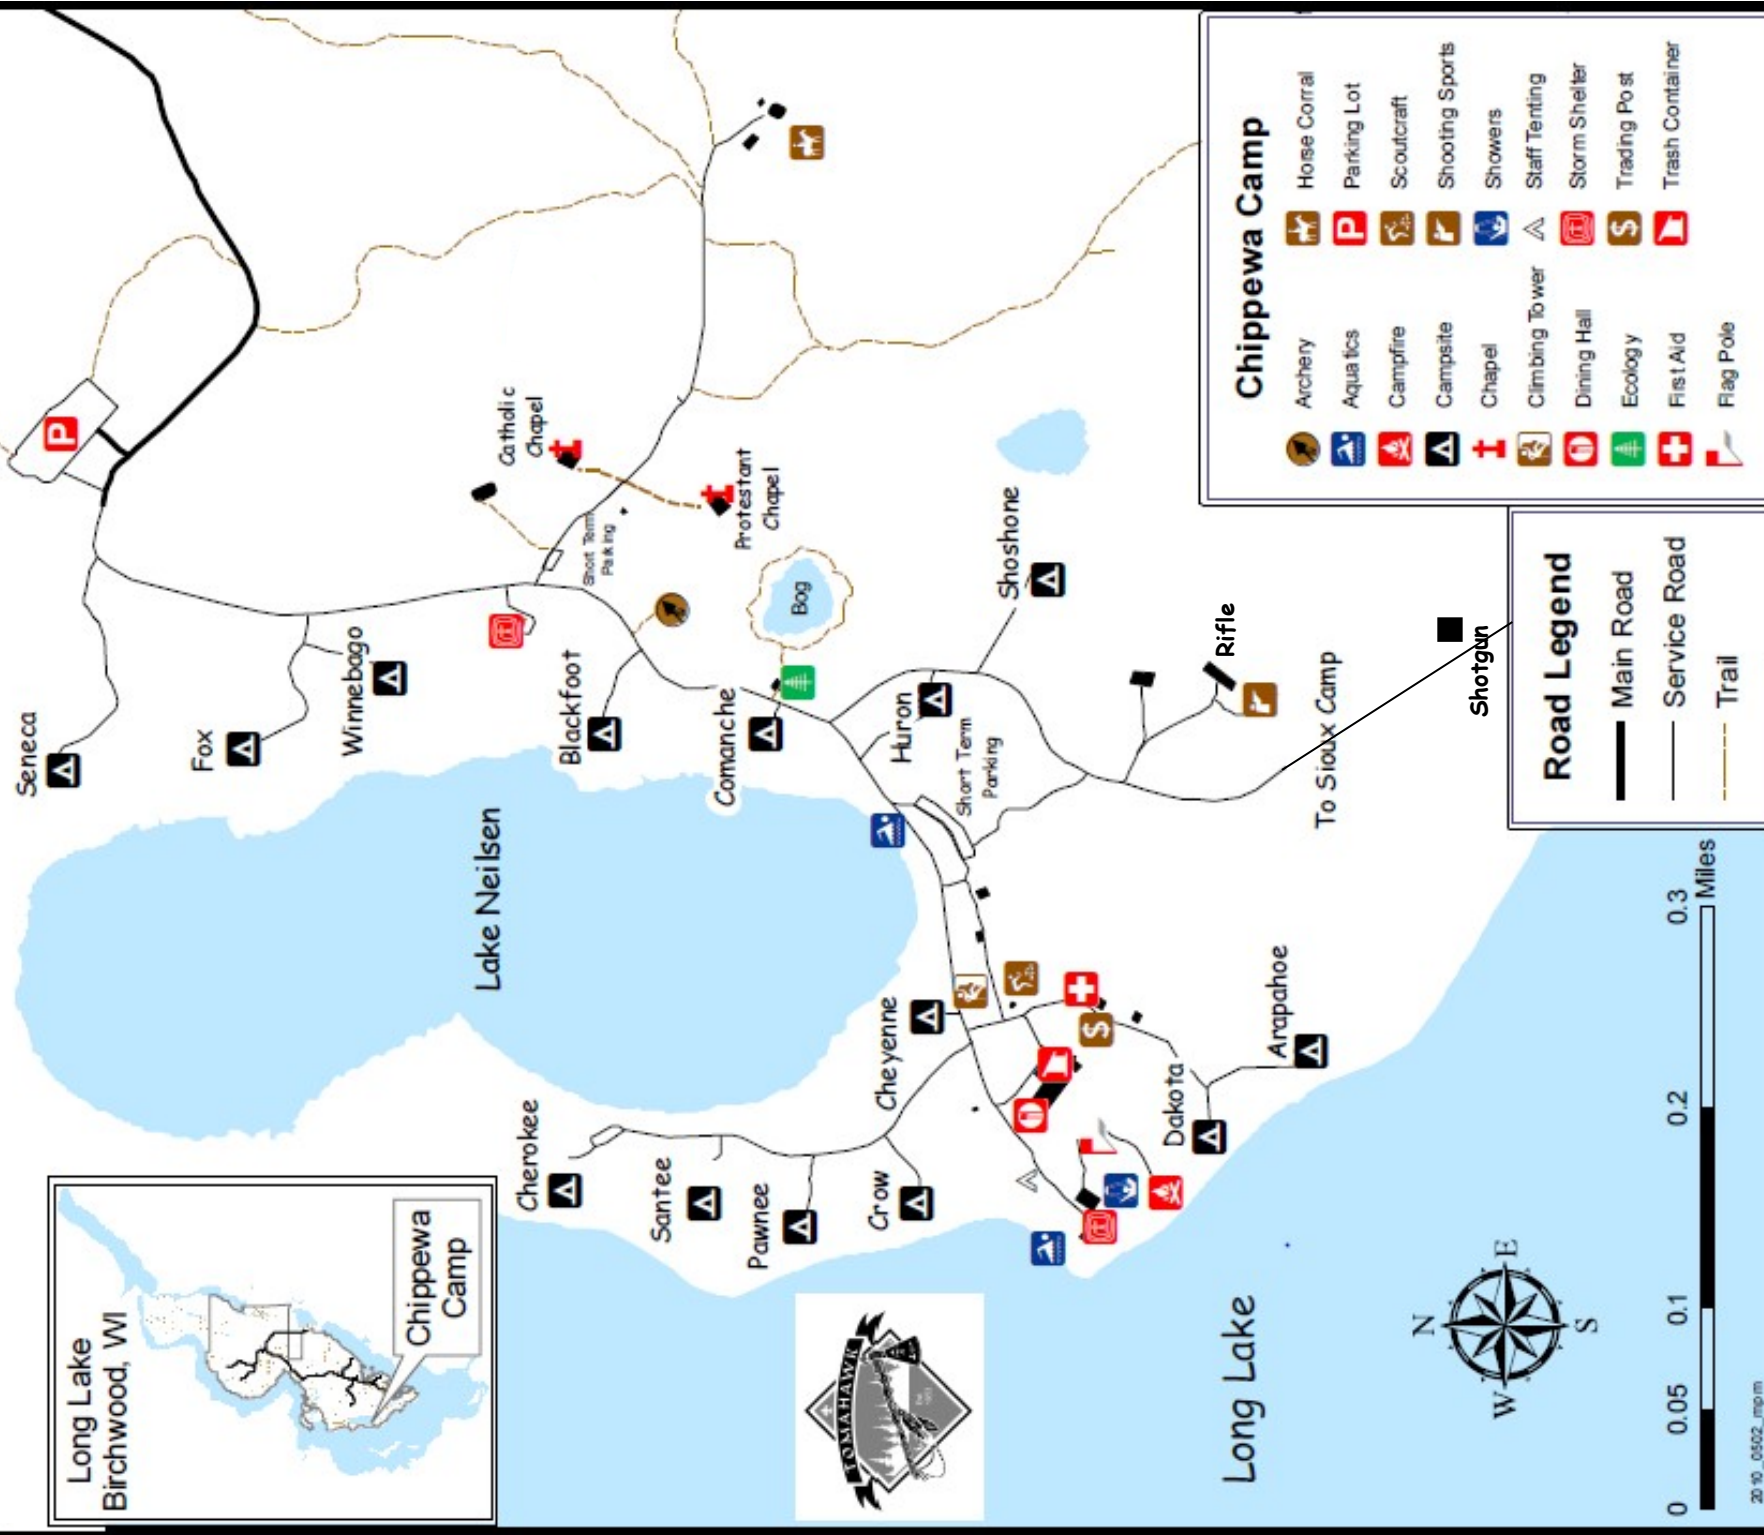 Long Lake
Birchwood, WI
Chippewa
Camp
Seneca
P
Fox
Winnebago
Lake Neilsen
Catholic
Chapel
Cherokee
Blackfoot
Short Term
Parking
Santee
Comanche
Protestant
Chapel
Pawnee
Bog
TOMAHAWK
Crow
Cheyenne
Huron
Short Term
Parking
Shoshone
$
Dakota
Arapahoe
Rifle
Long Lake
To Sioux Camp
Shotgun
N
W
E
S
Chippewa Camp
Archery
Aquatics
Campfire
Campsite
Chapel
Climbing Tower
Dining Hall
Ecology
First Aid
Flag Pole
Horse Corral
P
Parking Lot
Scoutcraft
Shooting Sports
Showers
Staff Tenting
Storm Shelter
$
Trading Post
Trash Container
Road Legend
Main Road
Service Road
Trail
0
0.05
0.1
0.2
0.3
Miles
2010_0502_mpm